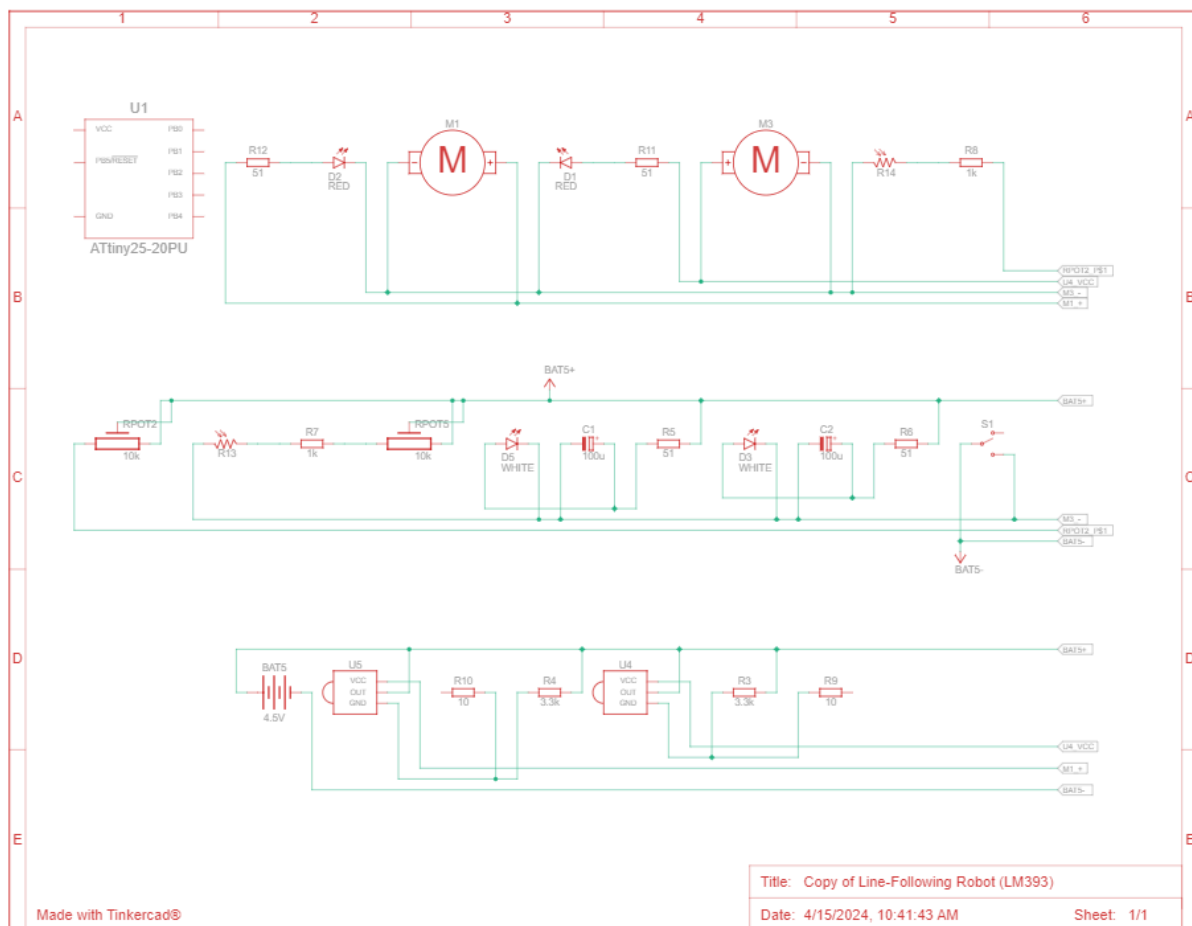 1 2 3 4 5 6
A A
U1
VCC PB0
PB1
PB5/RESET
PB2
PB3
GND PB4
ATtiny25-20PU
R12
51
D2
RED
M1
M
- +
D1
RED
R11
51
M3
M
+ -
R14
R8
1k
RPOT2_P$1
U4_VCC
M3_-
M1_+
B B
BAT5+
BAT5+
RPOT2
10k
R13
R7
1k
RPOT5
10k
D5
WHITE
C1
+
100u
R5
51
D3
WHITE
C2
+
100u
R6
51
S1
C C
M3_-
RPOT2_P$1
BAT5-
BAT5-
BAT5+
D D
BAT5
4.5V
U5
VCC
OUT
GND
R10
10
R4
3.3k
U4
VCC
OUT
GND
R3
3.3k
R9
10
U4_VCC
M1_+
BAT5-
E E
Title: Copy of Line-Following Robot (LM393)
Made with Tinkercad®
Date: 4/15/2024, 10:41:43 AM Sheet: 1/1